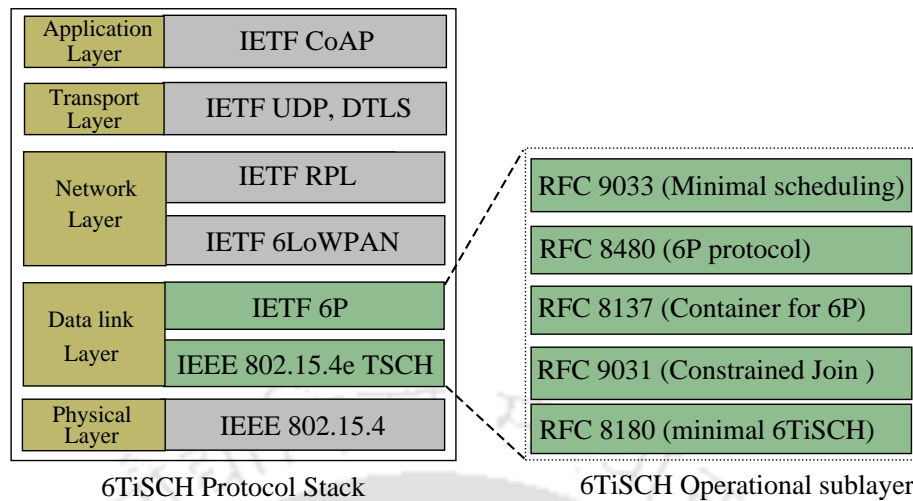 Application
Layer
IETF CoAP
Transport
Layer
IETF UDP, DTLS
Network
Layer
IETF RPL
IETF 6LoWPAN
Data link
Layer
IETF 6P
IEEE 802.15.4e TSCH
Physical
Layer
IEEE 802.15.4
6TiSCH Protocol Stack
RFC 9033 (Minimal scheduling)
RFC 8480 (6P protocol)
RFC 8137 (Container for 6P)
RFC 9031 (Constrained Join )
RFC 8180 (minimal 6TiSCH)
6TiSCH Operational sublayer